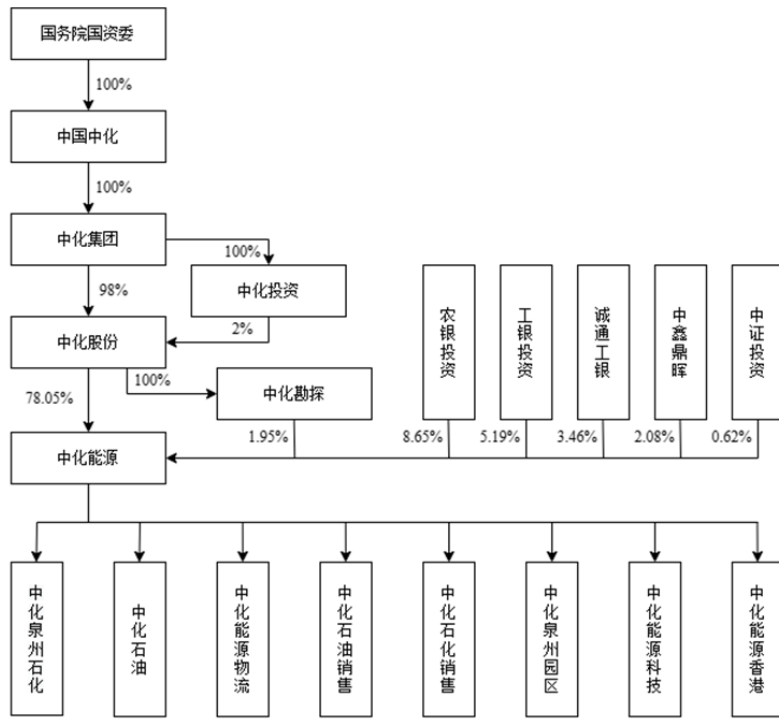 国务院国资委
100%
中国中化
100%
中化集团
100%
98%
中化投资
2%
中化股份
农银投资
工银投资
诚通工银
中鑫鼎晖
中证投资
78.05%
100%
中化勘探
1.95%
8.65%
5.19%
3.46%
2.08%
0.62%
中化能源
中化泉州石化
中化石油
中化能源物流
中化石油销售
中化石化销售
中化泉州园区
中化能源科技
中化能源香港